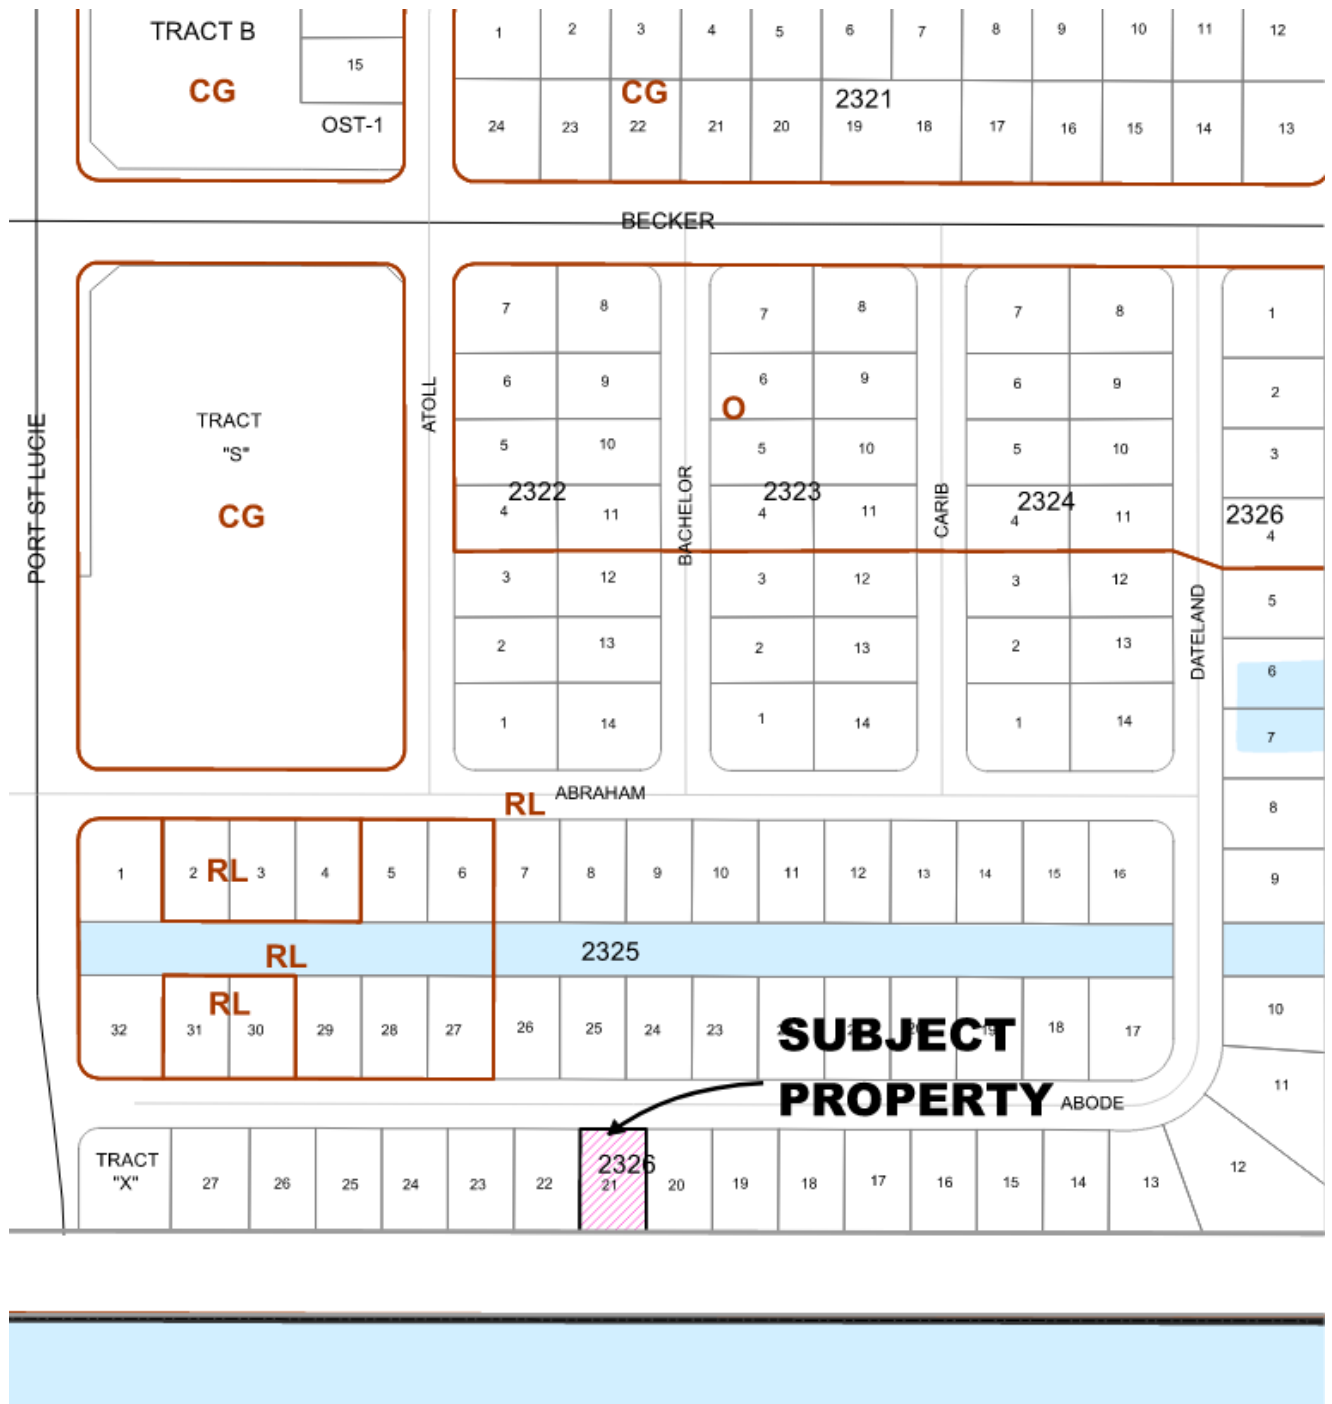 TRACT B
CG
15
OST-1
1 2 3 4 5 6 7 8 9 10 11 12
CG
2321
24 23 22 21 20 19 18 17 16 15 14 13
BECKER
PORT ST LUCIE
TRACT
"S"
CG
ATOLL
7 8
6 9
5 10
2322
4 11
3 12
2 13
1 14
BACHELOR
7 8
6 9
O
5 10
2323
4 11
3 12
2 13
1 14
CARIB
7 8
6 9
5 10
2324
4 11
3 12
2 13
1 14
DATELAND
1
2
3
2326
4
5
6
7
8
9
10
11
12
RL
ABRAHAM
1 2 RL 3 4 5 6 7 8 9 10 11 12 13 14 15 16
RL
2325
RL
32 31 30 29 28 27 26 25 24 23 19 18 17
SUBJECT
PROPERTY
ABODE
TRACT
"X"
2326
27 26 25 24 23 22 21 20 19 18 17 16 15 14 13